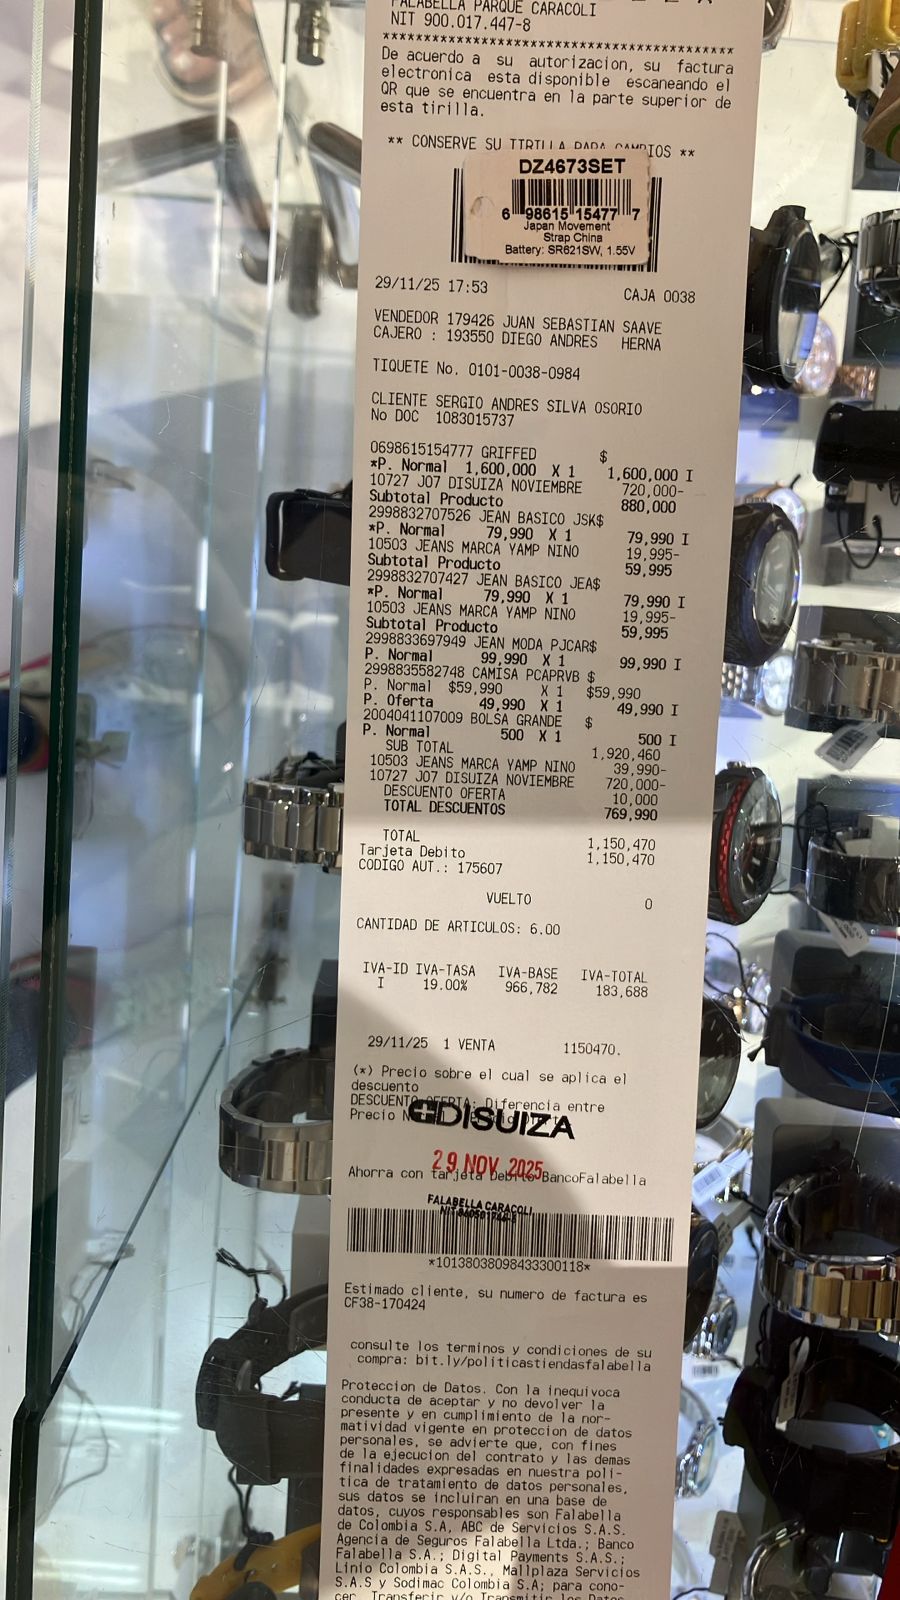 FALABELLA PARQUE CARACOLI
NIT 900.017.447-8
****************************************
De acuerdo a su autorizacion, su factura
electronica esta disponible escaneando el
QR que se encuentra en la parte superior de
esta tirilla.
** CONSERVE SU TIRILLA PARA CAMBIOS **
DZ4673SET
6 98615 15477 7
Japan Movement
Strap China
Battery: SR621SW, 1.55V
29/11/25 17:53 CAJA 0038
VENDEDOR 179426 JUAN SEBASTIAN SAAVE
CAJERO : 193550 DIEGO ANDRES HERNA
TIQUETE No. 0101-0038-0984
CLIENTE SERGIO ANDRES SILVA OSORIO
No DOC 1083015737
0698615154777 GRIFFED $
*P. Normal 1,600,000 X 1 1,600,000 I
10727 J07 DISUIZA NOVIEMBRE 720,000-
Subtotal Producto 880,000
2998832707526 JEAN BASICO JSK$
*P. Normal 79,990 X 1 79,990 I
10503 JEANS MARCA YAMP NINO 19,995-
Subtotal Producto 59,995
2998832707427 JEAN BASICO JEA$
*P. Normal 79,990 X 1 79,990 I
10503 JEANS MARCA YAMP NINO 19,995-
Subtotal Producto 59,995
2998833697949 JEAN MODA PJCAR$
P. Normal 99,990 X 1 99,990 I
2998835582748 CAMISA PCAPRVB $
P. Normal $59,990 X 1 $59,990
P. Oferta 49,990 X 1 49,990 I
2004041107009 BOLSA GRANDE $
P. Normal 500 X 1 500 I
SUB TOTAL 1,920,460
10503 JEANS MARCA YAMP NINO 39,990-
10727 J07 DISUIZA NOVIEMBRE 720,000-
DESCUENTO OFERTA 10,000
TOTAL DESCUENTOS 769,990
TOTAL 1,150,470
Tarjeta Debito 1,150,470
CODIGO AUT.: 175607
VUELTO 0
CANTIDAD DE ARTICULOS: 6.00
IVA-ID IVA-TASA IVA-BASE IVA-TOTAL
I 19.00% 966,782 183,688
29/11/25 1 VENTA 1150470.
(*) Precio sobre el cual se aplica el
descuento
DESCUENTO OFERTA: Diferencia entre
Precio
DISUIZA
29 NOV 2025
Ahorra con tarjeta Debito BancoFalabella
FALABELLA CARACOLI
NIT
*10138038098433300118*
Estimado cliente, su numero de factura es
CF38-170424
consulte los terminos y condiciones de su
compra: bit.ly/politicastiendasfalabella
Proteccion de Datos. Con la inequivoca
conducta de aceptar y no devolver la
presente y en cumplimiento de la nor-
matividad vigente en proteccion de datos
personales, se advierte que, con fines
de la ejecucion del contrato y las demas
finalidades expresadas en nuestra poli-
tica de tratamiento de datos personales,
sus datos se incluiran en una base de
datos, cuyos responsables son Falabella
de Colombia S.A, ABC de Servicios S.A.S.
Agencia de Seguros Falabella Ltda.; Banco
Falabella S.A.; Digital Payments S.A.S.;
Linio Colombia S.A.S., Mallplaza Servicios
S.A.S y Sodimac Colombia S.A; para cono-
cer, Transferir y/o Transmitir los Datos